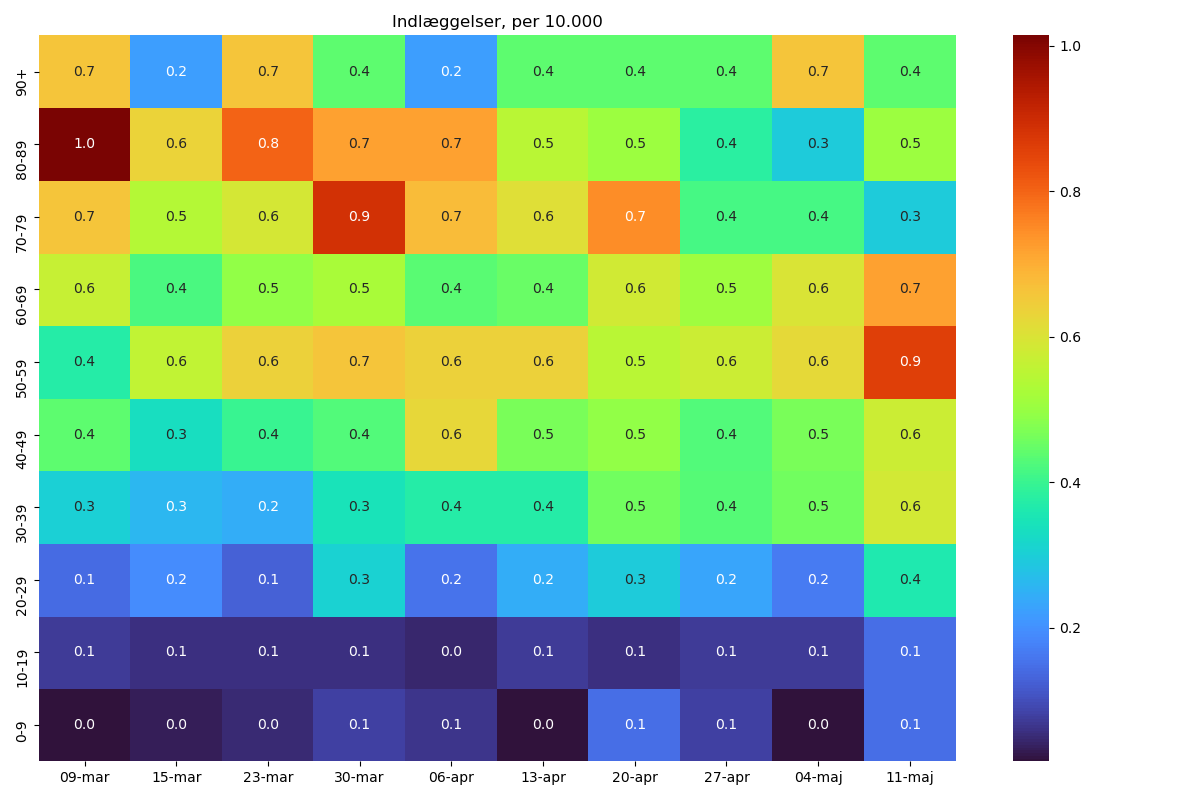 Indlæggelser, per 10.000
90+ 0.7 0.2 0.7 0.4 0.2 0.4 0.4 0.4 0.7 0.4
80-89 1.0 0.6 0.8 0.7 0.7 0.5 0.5 0.4 0.3 0.5
70-79 0.7 0.5 0.6 0.9 0.7 0.6 0.7 0.4 0.4 0.3
60-69 0.6 0.4 0.5 0.5 0.4 0.4 0.6 0.5 0.6 0.7
50-59 0.4 0.6 0.6 0.7 0.6 0.6 0.5 0.6 0.6 0.9
40-49 0.4 0.3 0.4 0.4 0.6 0.5 0.5 0.4 0.5 0.6
30-39 0.3 0.3 0.2 0.3 0.4 0.4 0.5 0.4 0.5 0.6
20-29 0.1 0.2 0.1 0.3 0.2 0.2 0.3 0.2 0.2 0.4
10-19 0.1 0.1 0.1 0.1 0.0 0.1 0.1 0.1 0.1 0.1
0-9 0.0 0.0 0.0 0.1 0.1 0.0 0.1 0.1 0.0 0.1
09-mar 15-mar 23-mar 30-mar 06-apr 13-apr 20-apr 27-apr 04-maj 11-maj
1.0
0.8
0.6
0.4
0.2